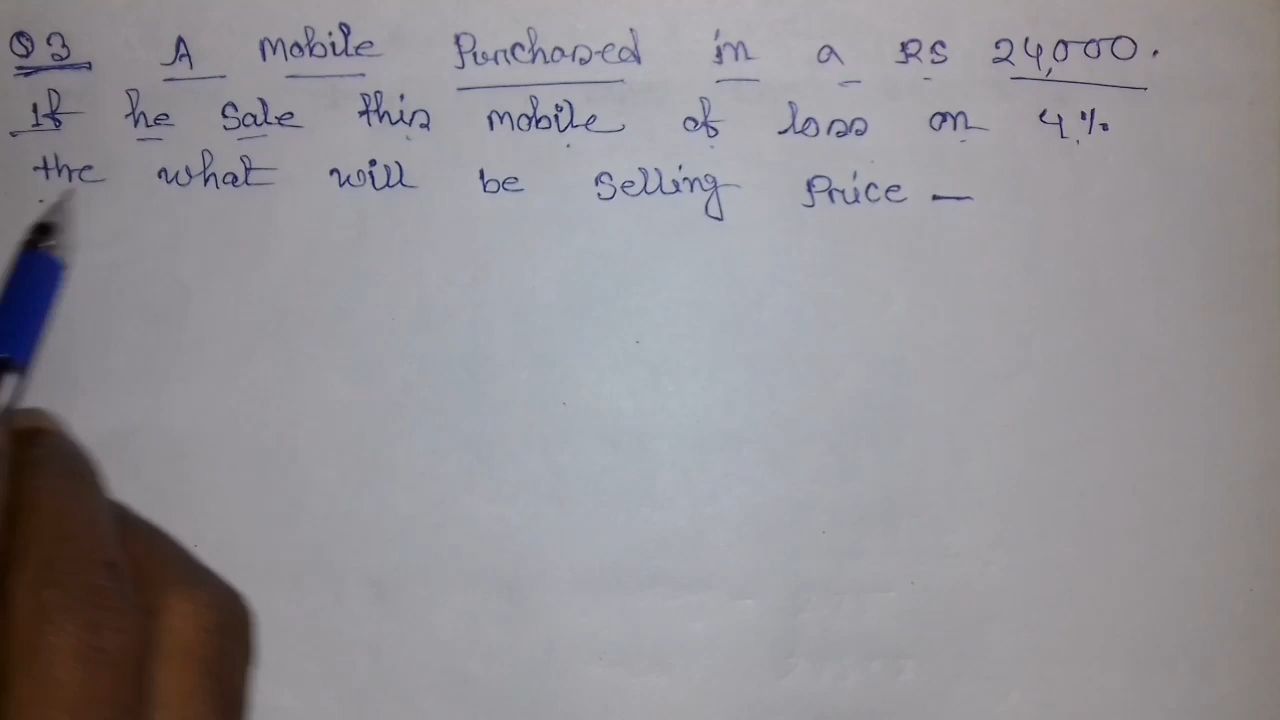 Q3 A mobile Purchased in a RS 24,000.
If he Sale this mobile of loss on 4%
the what will be Selling Price —